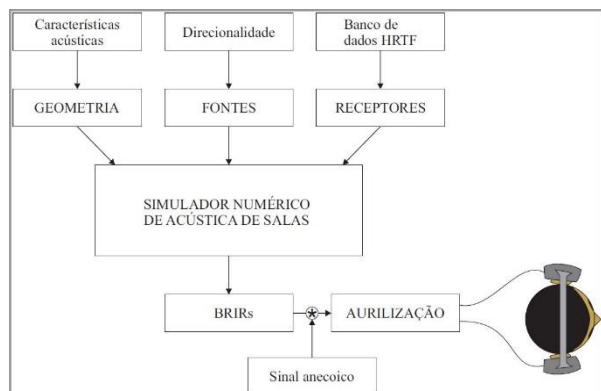 Características
acústicas
Direcionalidade
Banco de
dados HRTF
GEOMETRIA
FONTES
RECEPTORES
SIMULADOR NUMÉRICO
DE ACÚSTICA DE SALAS
BRIRs
AURILIZAÇÃO
Sinal anecoico